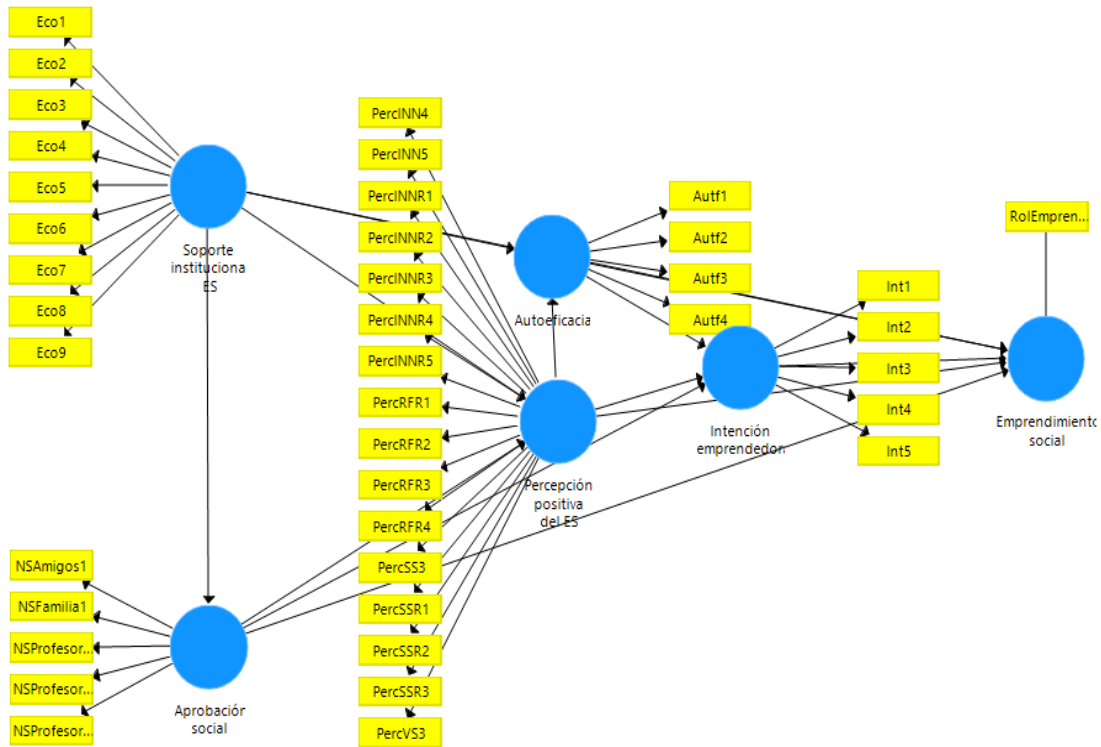 Eco1
Eco2
Eco3
Eco4
Eco5
Eco6
Eco7
Eco8
Eco9
Soporte
instituciona
ES
NSAmigos1
NSFamilia1
NSProfesor...
NSProfesor...
NSProfesor...
Aprobación
social
PercINN4
PercINN5
PercINNR1
PercINNR2
PercINNR3
PercINNR4
PercINNR5
PercRFR1
PercRFR2
PercRFR3
PercRFR4
PercSS3
PercSSR1
PercSSR2
PercSSR3
PercVS3
Autoeficacia
Percepción
positiva
del ES
Autf1
Autf2
Autf3
Autf4
Intención
emprendedor
Int1
Int2
Int3
Int4
Int5
RolEmpren...
Emprendimiento
social